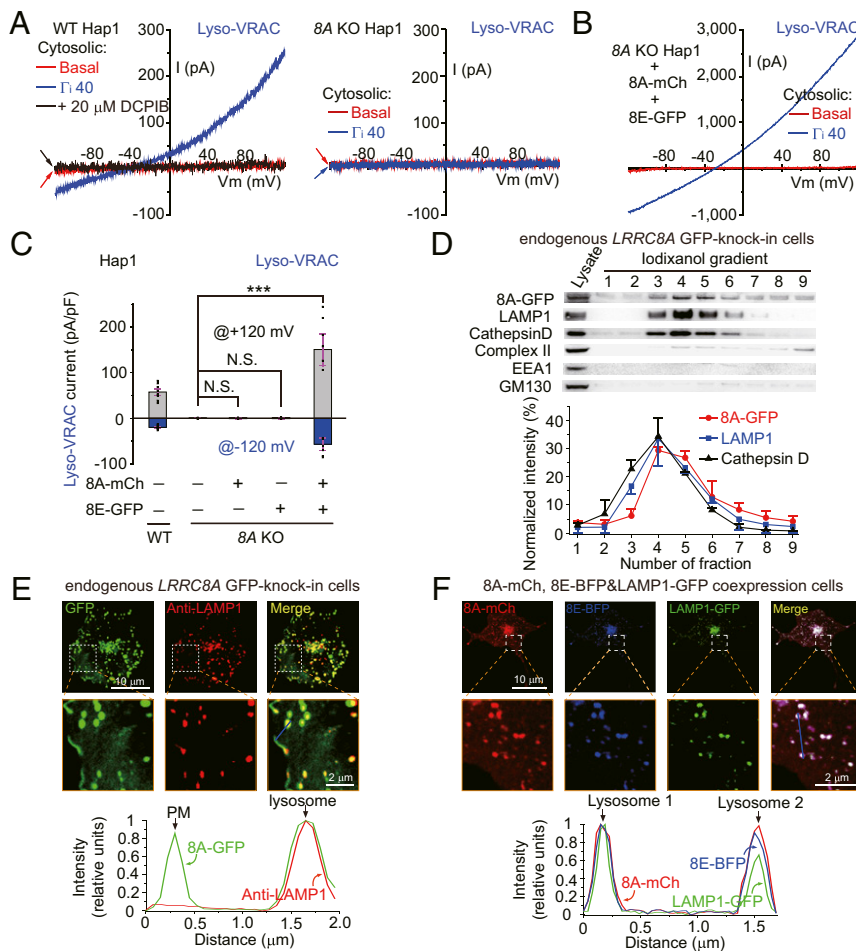 A
WT Hap1
Lyso-VRAC
Cytosolic:
Basal
Γi 40
+ 20 μM DCPIB
I (pA)
300
200
100
-100
-80
-40
40
80
Vm (mV)
8A KO Hap1
Lyso-VRAC
Cytosolic:
Basal
Γi 40
I (pA)
300
200
100
-100
-80
-40
40
80
Vm (mV)
B
Lyso-VRAC
8A KO Hap1
+
8A-mCh
+
8E-GFP
I (pA)
Cytosolic:
Basal
Γi 40
3,000
2,000
1,000
-1,000
-80
-40
40
80
Vm (mV)
C
Hap1
Lyso-VRAC
Lyso-VRAC current (pA/pF)
200
100
0
100
***
@+120 mV
N.S.
N.S.
@-120 mV
8A-mCh – – + – +
8E-GFP – – – + +
WT
8A KO
D
endogenous LRRC8A GFP-knock-in cells
Lysate
Iodixanol gradient
1 2 3 4 5 6 7 8 9
8A-GFP
LAMP1
CathepsinD
Complex II
EEA1
GM130
Normalized intensity (%)
40
30
20
10
0
8A-GFP
LAMP1
Cathepsin D
1 2 3 4 5 6 7 8 9
Number of fraction
E
endogenous LRRC8A GFP-knock-in cells
GFP
Anti-LAMP1
Merge
10 μm
2 μm
PM
lysosome
Intensity
(relative units)
1
0.8
0.6
0.4
0.2
0
8A-GFP
Anti-LAMP1
0 0.5 1.0 1.5 2.0
Distance (μm)
F
8A-mCh, 8E-BFP&LAMP1-GFP coexpression cells
8A-mCh
8E-BFP
LAMP1-GFP
Merge
10 μm
2 μm
Lysosome 1
Lysosome 2
Intensity
(relative units)
1
0.8
0.6
0.4
0.2
0
8E-BFP
8A-mCh
LAMP1-GFP
0 0.5 1.0 1.5
Distance (μm)